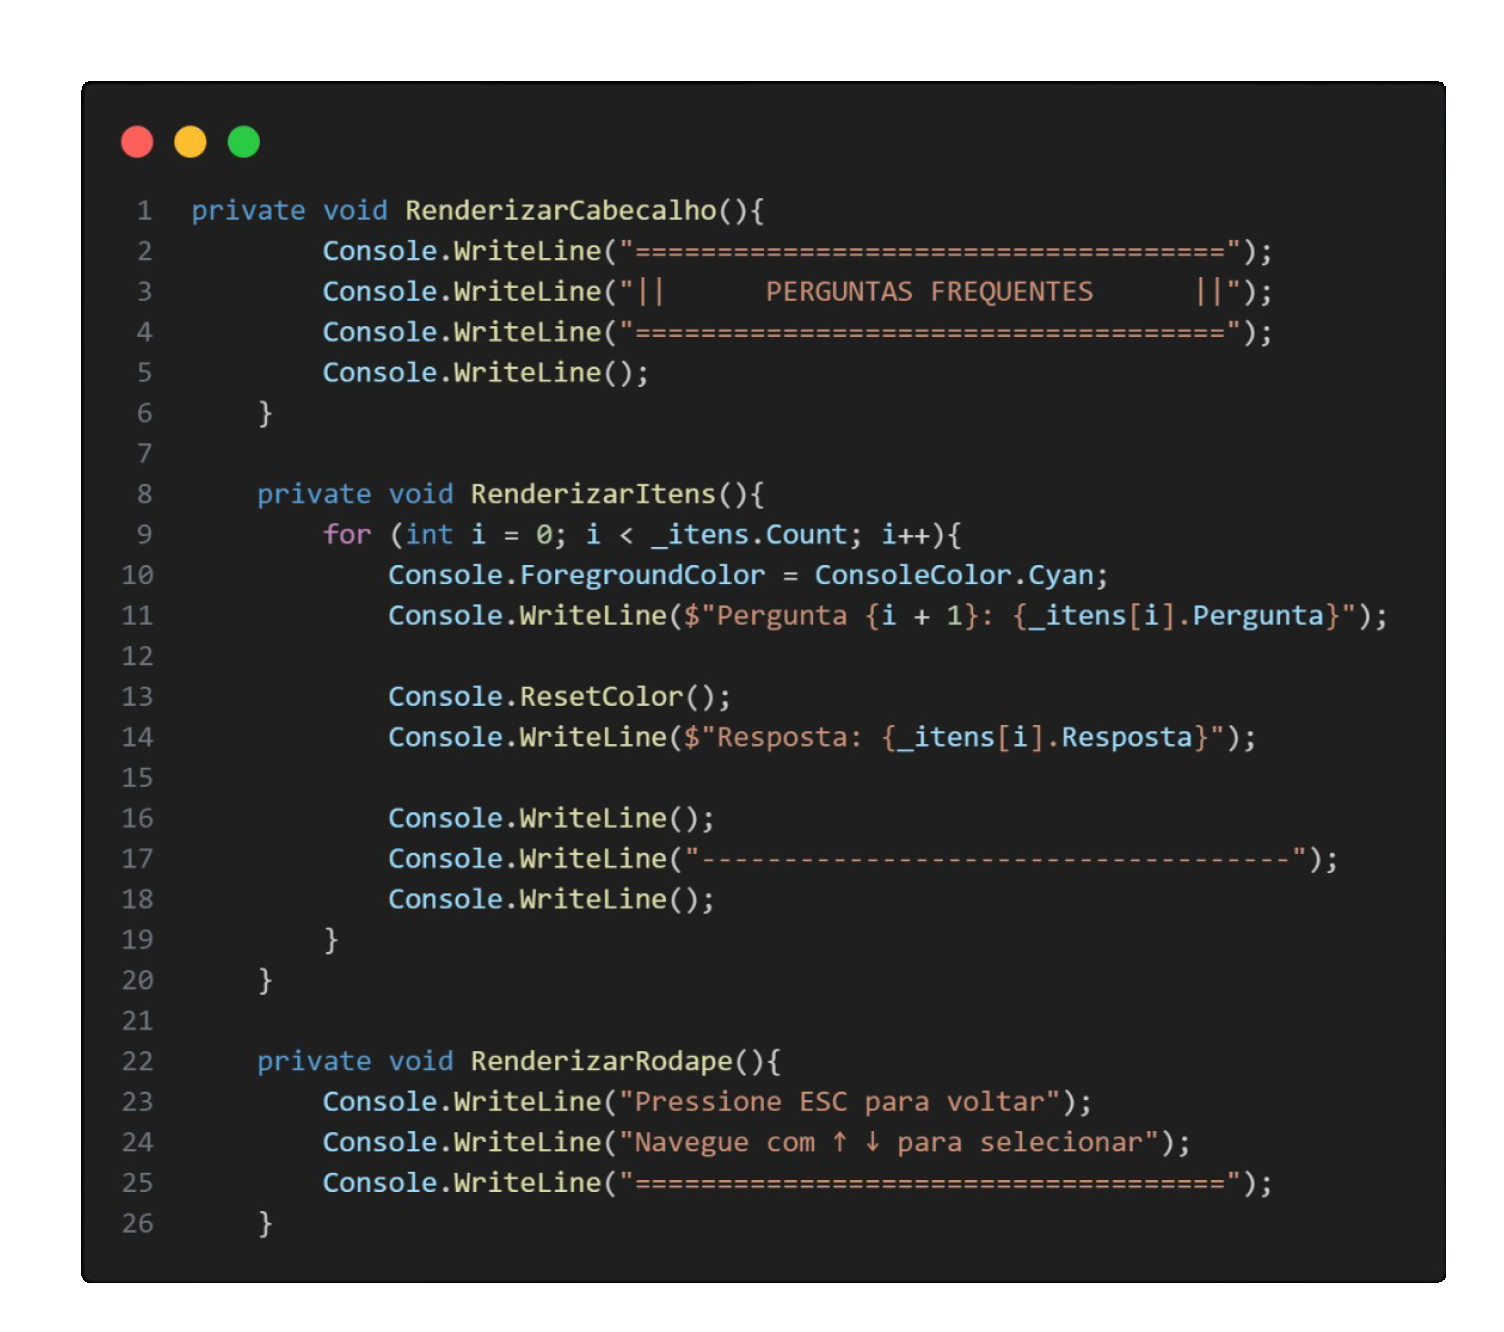 1 private void RenderizarCabecalho(){
2         Console.WriteLine("====================================");
3         Console.WriteLine("||      PERGUNTAS FREQUENTES      ||");
4         Console.WriteLine("====================================");
5         Console.WriteLine();
6     }
7
8     private void RenderizarItens(){
9         for (int i = 0; i < _itens.Count; i++){
10             Console.ForegroundColor = ConsoleColor.Cyan;
11             Console.WriteLine($"Pergunta {i + 1}: {_itens[i].Pergunta}");
12
13             Console.ResetColor();
14             Console.WriteLine($"Resposta: {_itens[i].Resposta}");
15
16             Console.WriteLine();
17             Console.WriteLine("------------------------------------");
18             Console.WriteLine();
19         }
20     }
21
22     private void RenderizarRodape(){
23         Console.WriteLine("Pressione ESC para voltar");
24         Console.WriteLine("Navegue com ↑ ↓ para selecionar");
25         Console.WriteLine("====================================");
26     }